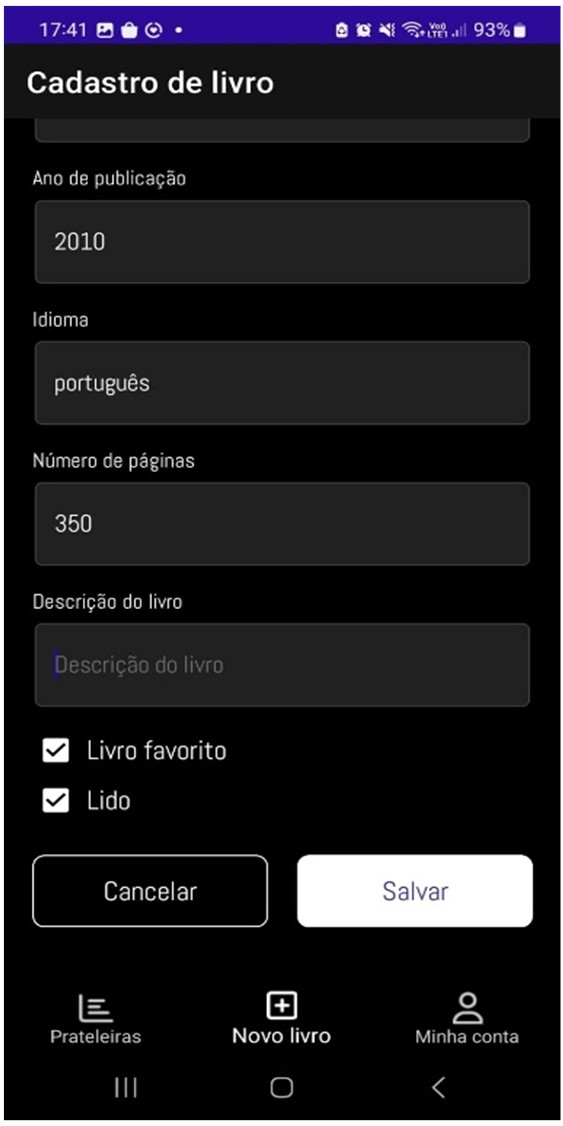 17:41 93%
Cadastro de livro
Ano de publicação
2010
Idioma
português
Número de páginas
350
Descrição do livro
Descrição do livro
Livro favorito
Lido
Cancelar Salvar
Prateleiras Novo livro Minha conta